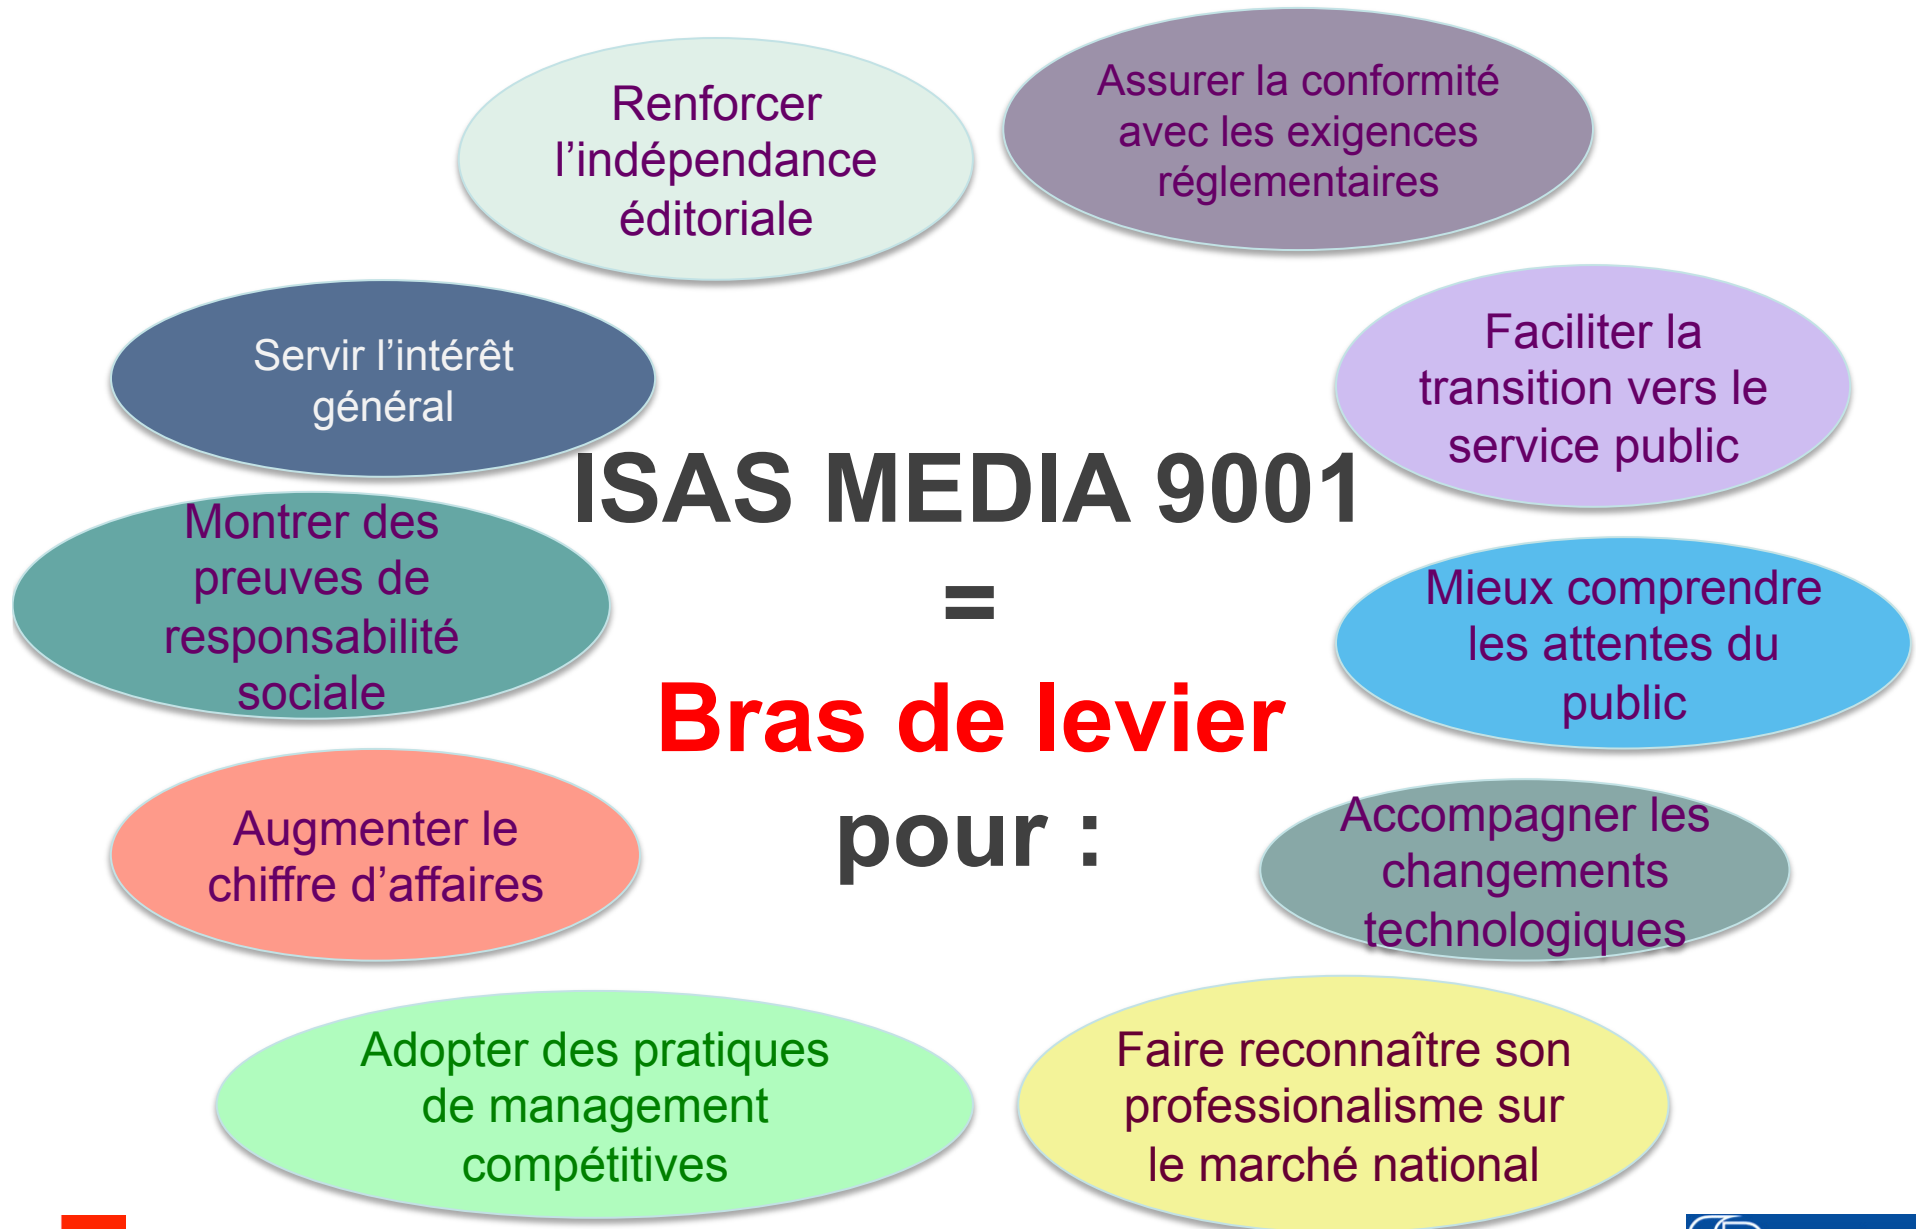 Renforcer
l’indépendance
éditoriale
Assurer la conformité
avec les exigences
réglementaires
Servir l’intérêt
général
Faciliter la
transition vers le
service public
ISAS MEDIA 9001
=
Bras de levier
pour :
Montrer des
preuves de
responsabilité
sociale
Mieux comprendre
les attentes du
public
Augmenter le
chiffre d’affaires
Accompagner les
changements
technologiques
Adopter des pratiques
de management
compétitives
Faire reconnaître son
professionalisme sur
le marché national